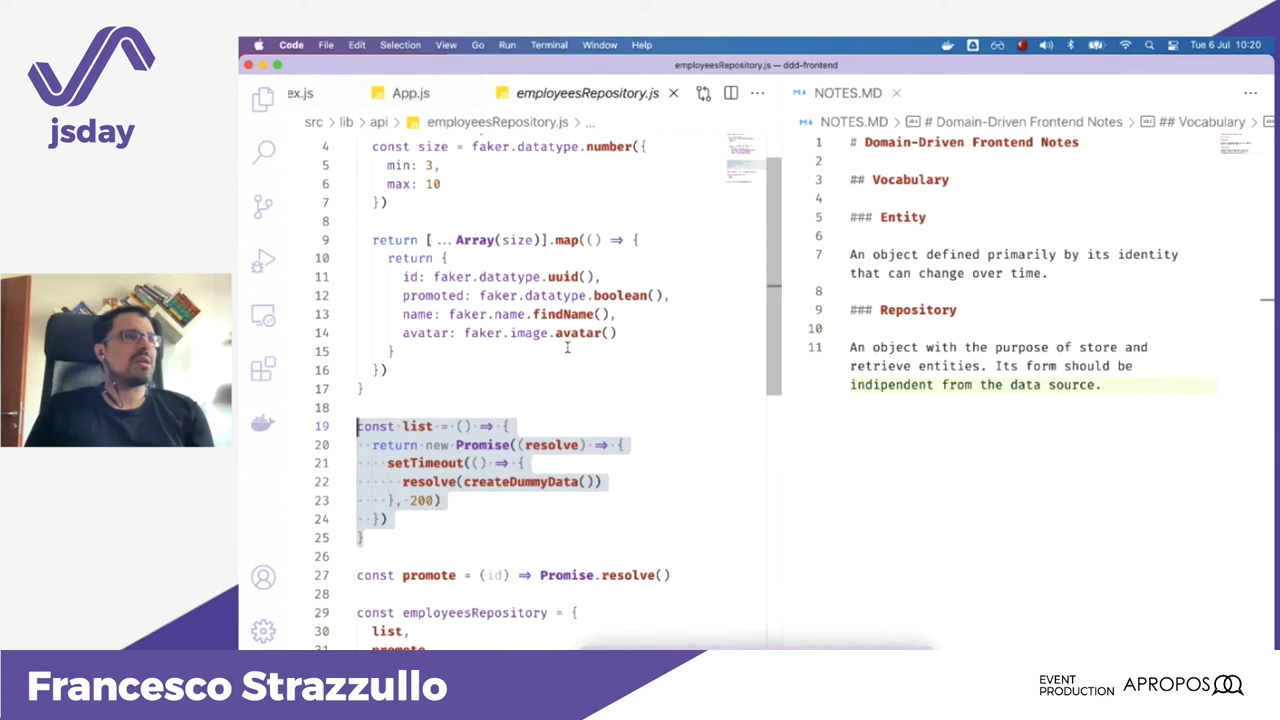 jsday
Code File Edit Selection View Go Run Terminal Window Help
Tue 6 Jul 10:20
employeesRepository.js — ddd-frontend
ex.js
App.js
employeesRepository.js
NOTES.MD
src > lib > api > employeesRepository.js > ...
NOTES.MD > # Domain-Driven Frontend Notes > ## Vocabulary >
4 const size = faker.datatype.number({
5 min: 3,
6 max: 10
7 })
8
9 return [...Array(size)].map(() => {
10 return {
11 id: faker.datatype.uuid(),
12 promoted: faker.datatype.boolean(),
13 name: faker.name.findName(),
14 avatar: faker.image.avatar()
15 }
16 })
17 }
18
19 const list = () => {
20 return new Promise((resolve) => {
21 setTimeout(() => {
22 resolve(createDummyData())
23 }, 200)
24 })
25 }
26
27 const promote = (id) => Promise.resolve()
28
29 const employeesRepository = {
30 list,
31 promote
1 # Domain-Driven Frontend Notes
2
3 ## Vocabulary
4
5 ### Entity
6
7 An object defined primarily by its identity
that can change over time.
8
9 ### Repository
10
11 An object with the purpose of store and
retrieve entities. Its form should be
indipendent from the data source.
Francesco Strazzullo
EVENT
PRODUCTION
APROPOS